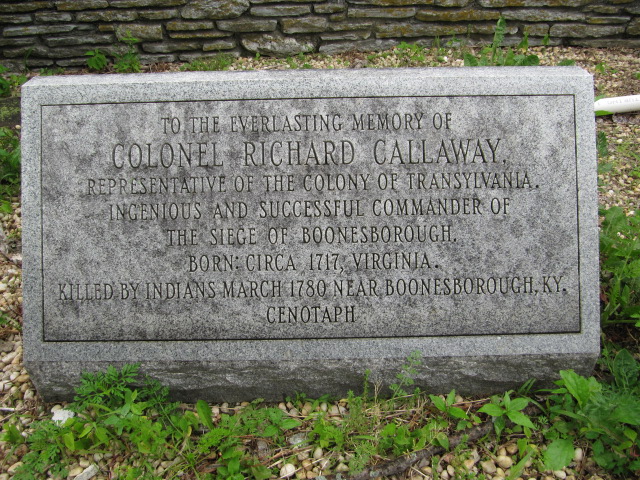 TO THE EVERLASTING MEMORY OF
COLONEL RICHARD CALLAWAY,
REPRESENTATIVE OF THE COLONY OF TRANSYLVANIA.
INGENIOUS AND SUCCESSFUL COMMANDER OF
THE SIEGE OF BOONESBOROUGH.
BORN: CIRCA 1717, VIRGINIA.
KILLED BY INDIANS MARCH 1780 NEAR BOONESBOROUGH, KY.
CENOTAPH